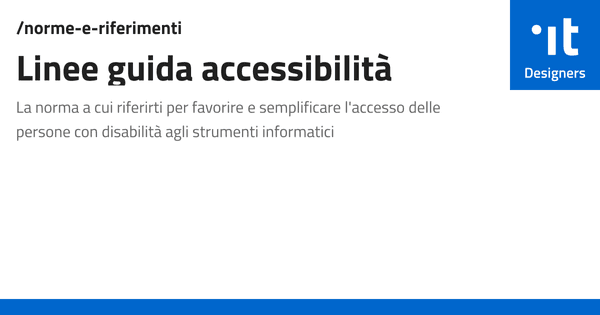 /norme-e-riferimenti
Linee guida accessibilità
La norma a cui riferirti per favorire e semplificare l'accesso delle
persone con disabilità agli strumenti informatici
it
Designers